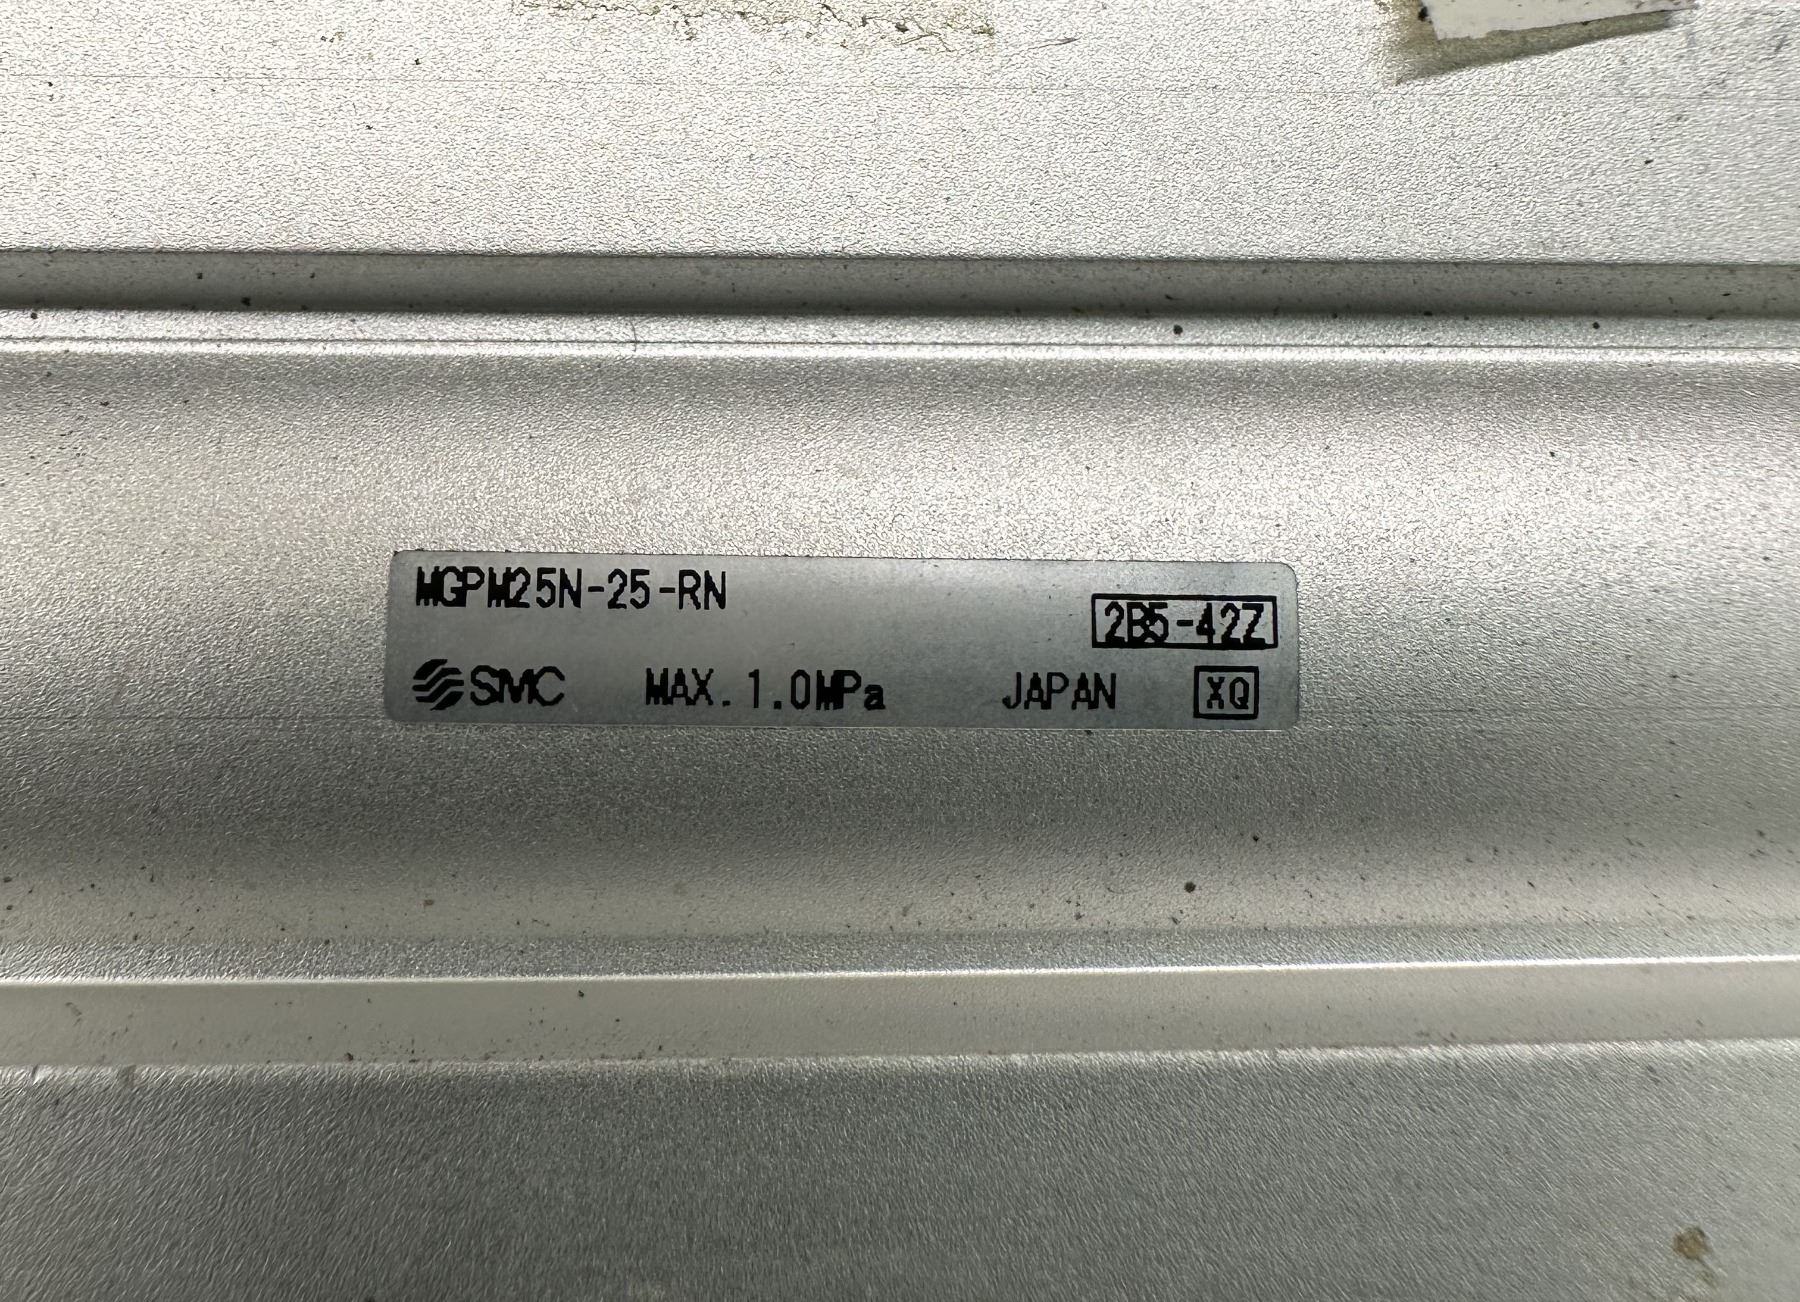 MGPM25N-25-RN
2B5-42Z
SMC MAX. 1.0MPa JAPAN XQ